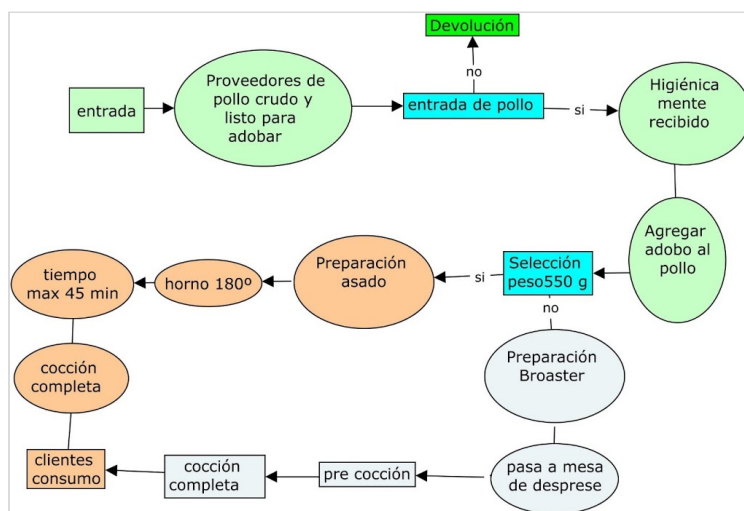 Devolución
no
entrada
Proveedores de
pollo crudo y
listo para
adobar
entrada de pollo
si
Higiénica
mente
recibido
Agregar
adobo al
pollo
Selección
peso550 g
si
no
Preparación
asado
horno 180º
tiempo
max 45 min
cocción
completa
Preparación
Broaster
pasa a mesa
de desprese
pre cocción
cocción
completa
clientes
consumo